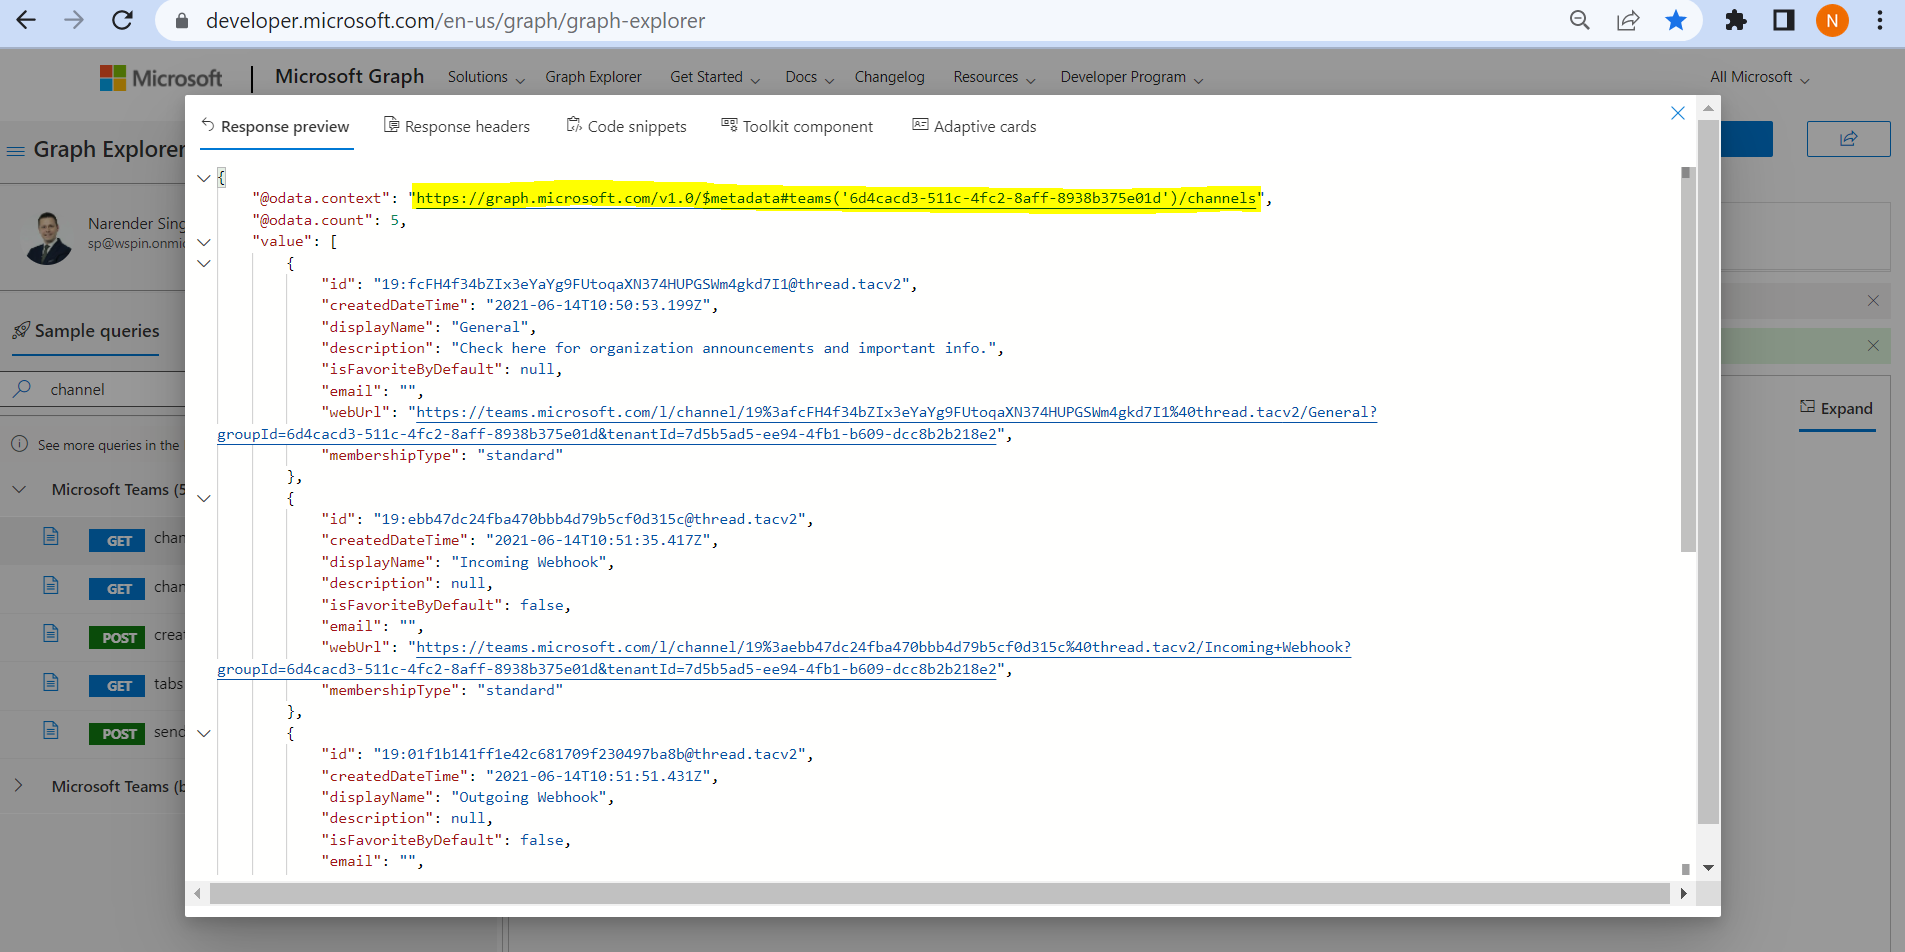 developer.microsoft.com/en-us/graph/graph-explorer
N
Microsoft
Microsoft Graph
Solutions
Graph Explorer
Get Started
Docs
Changelog
Resources
Developer Program
All Microsoft
Graph Explorer
Narender Sing
sp@wspin.onmic
Sample queries
channel
See more queries in the
Microsoft Teams (5
GET chan
GET chan
POST creat
GET tabs
POST send
Microsoft Teams (b
Expand
Response preview
Response headers
Code snippets
Toolkit component
Adaptive cards
{
"@odata.context": "https://graph.microsoft.com/v1.0/$metadata#teams('6d4cacd3-511c-4fc2-8aff-8938b375e01d')/channels",
"@odata.count": 5,
"value": [
{
"id": "19:fcFH4f34bZIx3eYaYg9FUtoqaXN374HUPGSWm4gkd7I1@thread.tacv2",
"createdDateTime": "2021-06-14T10:50:53.199Z",
"displayName": "General",
"description": "Check here for organization announcements and important info.",
"isFavoriteByDefault": null,
"email": "",
"webUrl": "https://teams.microsoft.com/l/channel/19%3afcFH4f34bZIx3eYaYg9FUtoqaXN374HUPGSWm4gkd7I1%40thread.tacv2/General?
groupId=6d4cacd3-511c-4fc2-8aff-8938b375e01d&tenantId=7d5b5ad5-ee94-4fb1-b609-dcc8b2b218e2",
"membershipType": "standard"
},
{
"id": "19:ebb47dc24fba470bbb4d79b5cf0d315c@thread.tacv2",
"createdDateTime": "2021-06-14T10:51:35.417Z",
"displayName": "Incoming Webhook",
"description": null,
"isFavoriteByDefault": false,
"email": "",
"webUrl": "https://teams.microsoft.com/l/channel/19%3aebb47dc24fba470bbb4d79b5cf0d315c%40thread.tacv2/Incoming+Webhook?
groupId=6d4cacd3-511c-4fc2-8aff-8938b375e01d&tenantId=7d5b5ad5-ee94-4fb1-b609-dcc8b2b218e2",
"membershipType": "standard"
},
{
"id": "19:01f1b141ff1e42c681709f230497ba8b@thread.tacv2",
"createdDateTime": "2021-06-14T10:51:51.431Z",
"displayName": "Outgoing Webhook",
"description": null,
"isFavoriteByDefault": false,
"email": "",